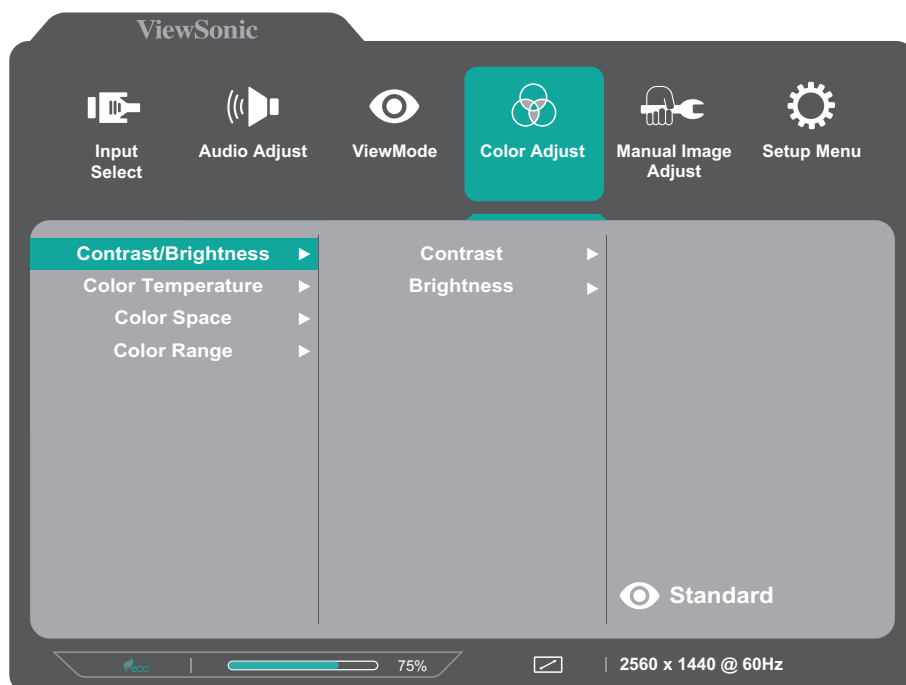 ViewSonic
Input
Select
Audio Adjust
ViewMode
Color Adjust
Manual Image
Adjust
Setup Menu
Contrast/Brightness
Color Temperature
Color Space
Color Range
Contrast
Brightness
Standard
eco
75%
2560 x 1440 @ 60Hz